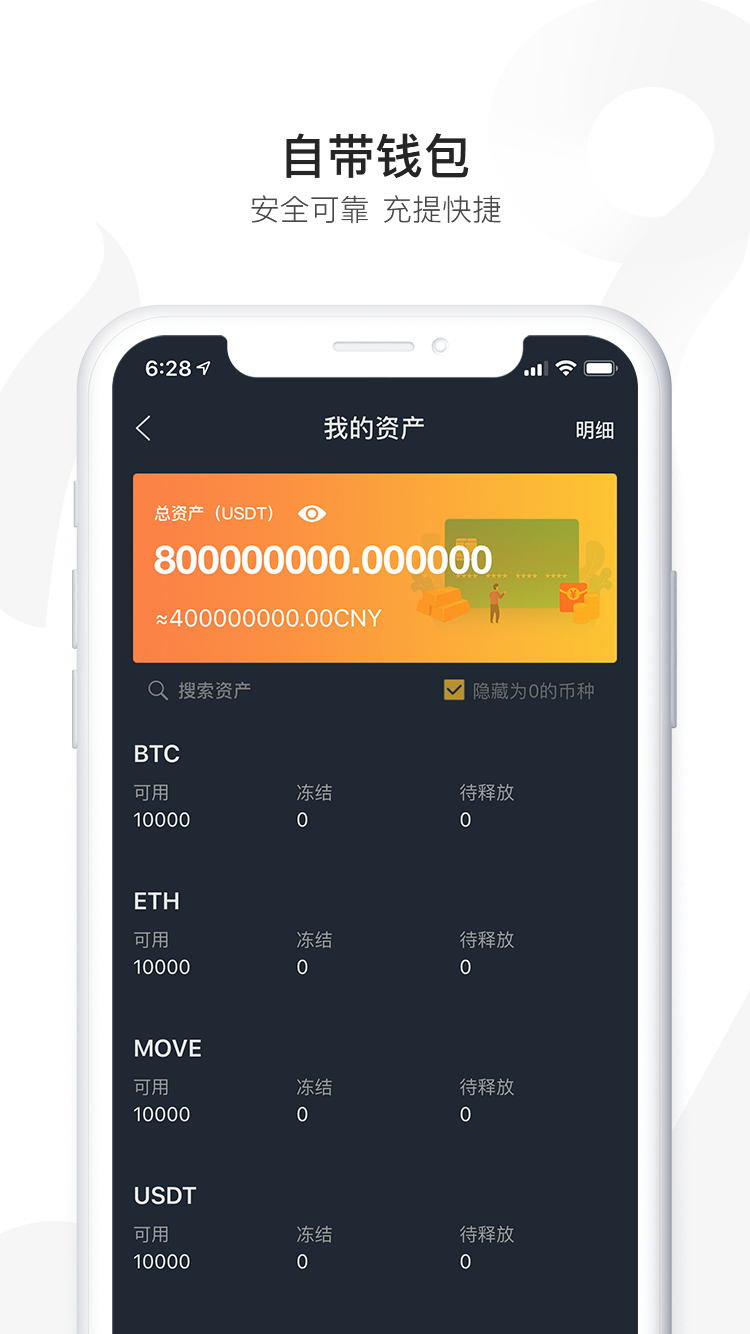 自带钱包
安全可靠 充提快捷
6:28
我的资产
明细
总资产（USDT）
800000000.000000
≈400000000.00CNY
搜索资产
隐藏为0的币种
BTC
可用 冻结 待释放
10000 0 0
ETH
可用 冻结 待释放
10000 0 0
MOVE
可用 冻结 待释放
10000 0 0
USDT
可用 冻结 待释放
10000 0 0